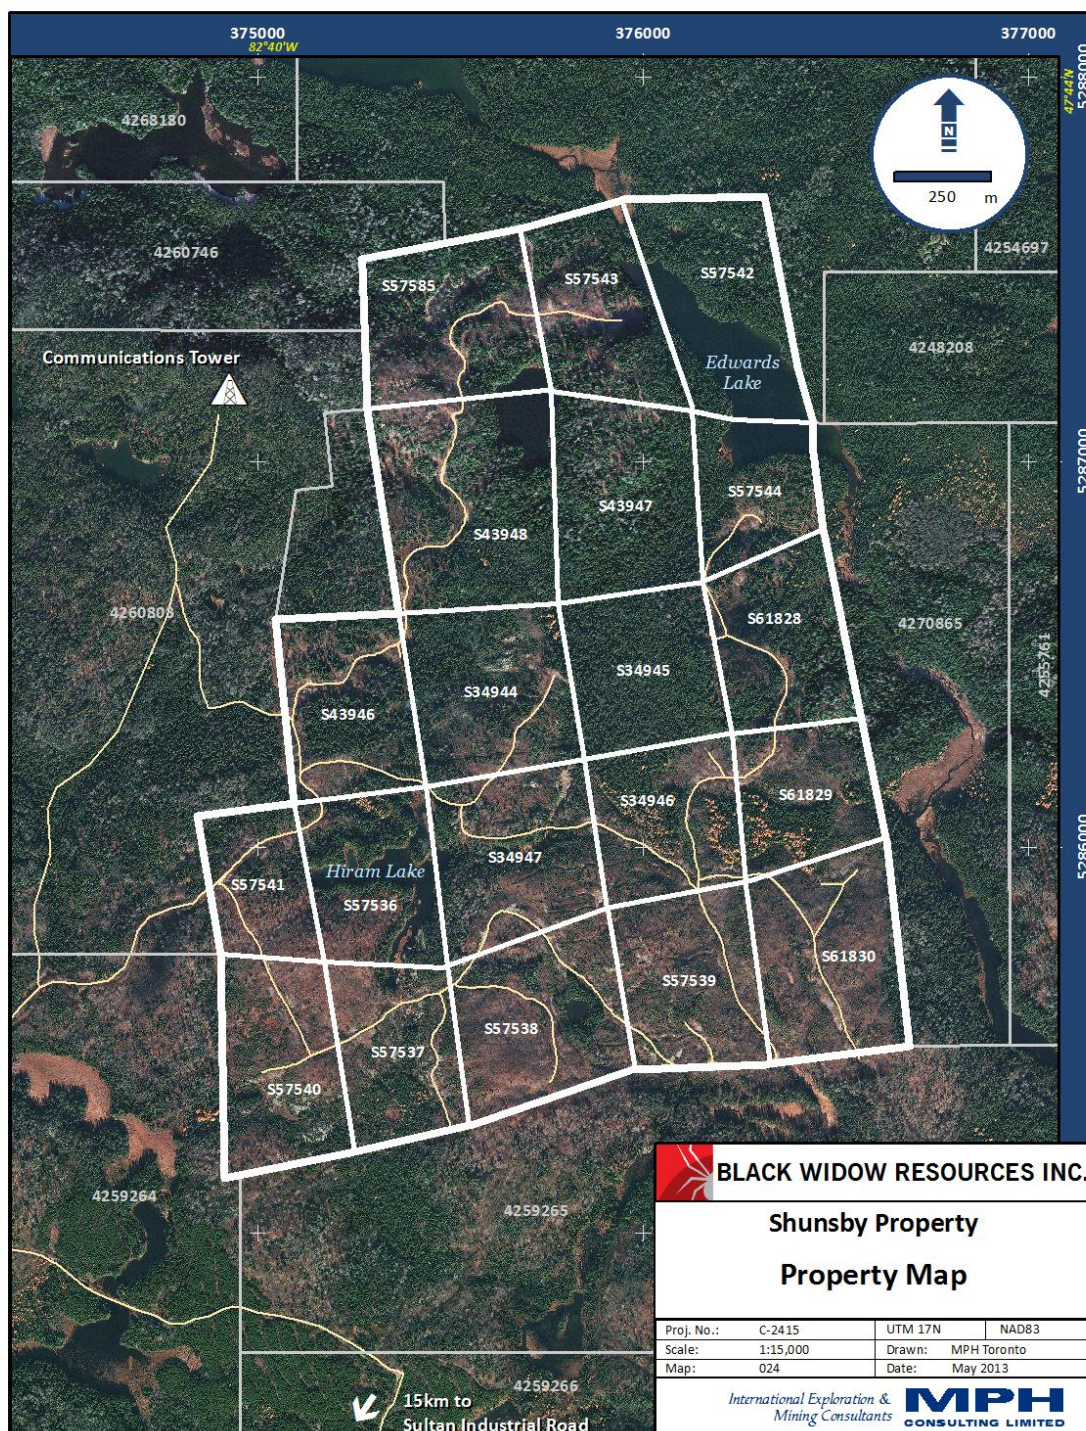 375000
376000
377000
82°40'W
47°44'N
5288000
4268180
N
250 m
4260746
4254697
S57585
S57543
S57542
Communications Tower
Edwards
Lake
4248208
5287000
S57544
S43947
S43948
4260808
S61828
4270865
4255761
S34945
S34944
S43946
S34946
S61829
5286000
S34947
Hiram Lake
S57541
S57536
S61830
S57539
S57538
S57537
S57540
4259264
4259265
4259266
15km to
Sultan Industrial Road
BLACK WIDOW RESOURCES INC.
Shunsby Property
Property Map
Proj. No.: C-2415 UTM 17N NAD83
Scale: 1:15,000 Drawn: MPH Toronto
Map: 024 Date: May 2013
International Exploration &
Mining Consultants
MPH
CONSULTING LIMITED